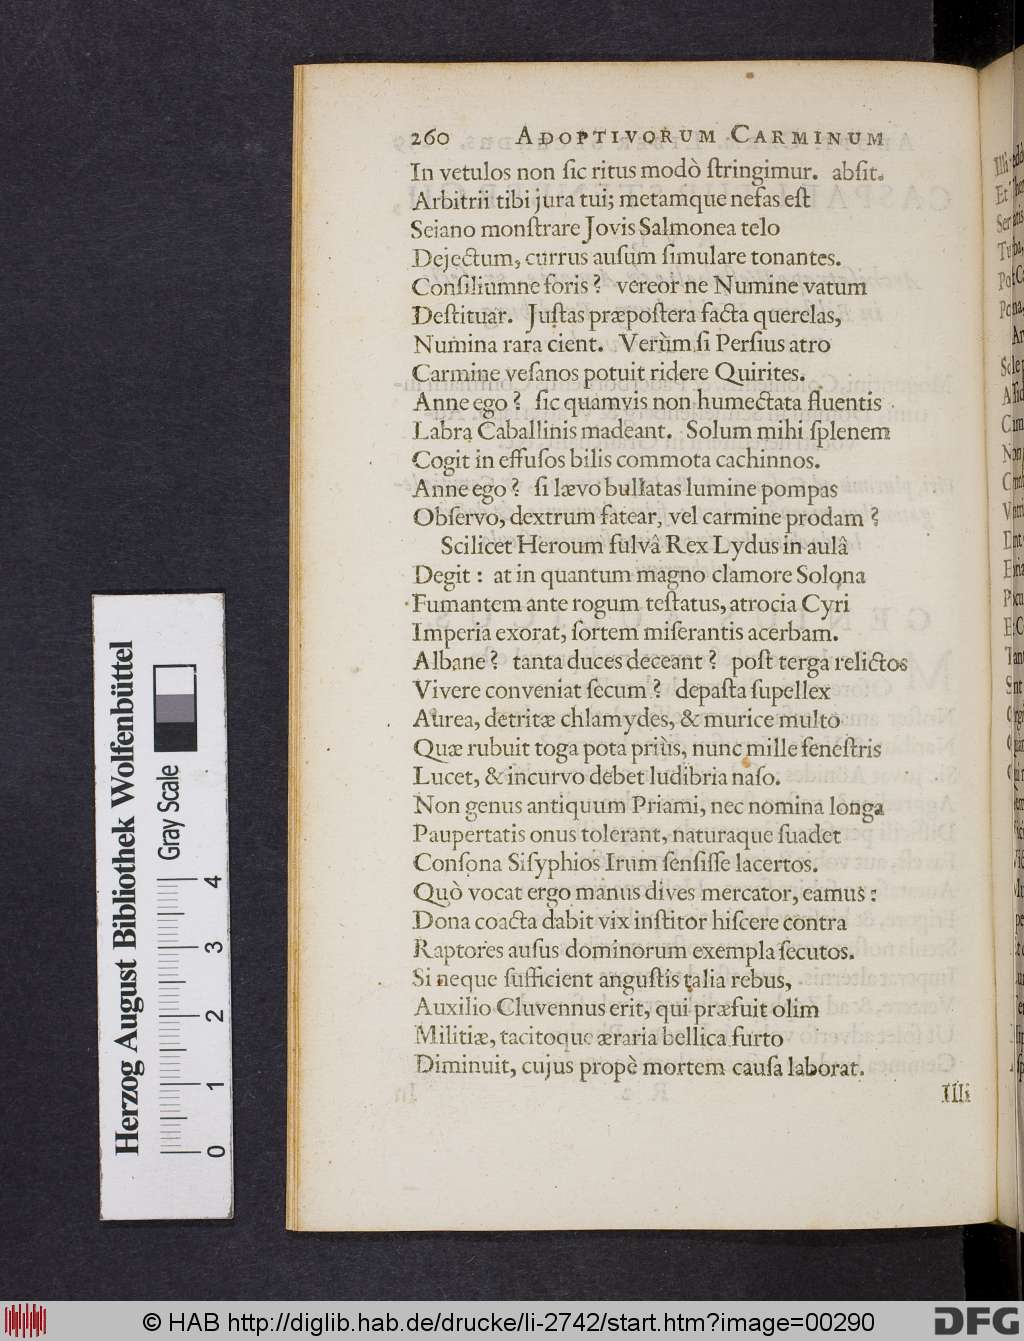 260 ADOPTIVORUM CARMINUM
In vetulos non ſic ritus modò ſtringimur. abſit.
Arbitrii tibi jura tui; metamque nefas eſt
Seiano monſtrare Jovis Salmonea telo
Dejectum, currus auſum ſimulare tonantes.
Conſiliumne foris? vereor ne Numine vatum
Deſtituar. Juſtas præpoſtera facta querelas,
Numina rara cient. Verùm ſi Perſius atro
Carmine veſanos potuit ridere Quirites.
Anne ego? ſic quamvis non humectata fluentis
Labra Caballinis madeant. Solum mihi ſplenem
Cogit in effuſos bilis commota cachinnos.
Anne ego? ſi lævo bullatas lumine pompas
Obſervo, dextrum fatear, vel carmine prodam?
Scilicet Heroum fulvâ Rex Lydus in aulâ
Degit: at in quantum magno clamore Solona
Fumantem ante rogum teſtatus, atrocia Cyri
Imperia exorat, ſortem miſerantis acerbam.
Albane? tanta duces deceant? poſt terga relictos
Vivere conveniat ſecum? depaſta ſupellex
Aurea, detritæ chlamydes, & murice multo
Quæ rubuit toga pota priùs, nunc mille feneſtris
Lucet, & incurvo debet ludibria naſo.
Non genus antiquum Priami, nec nomina longa
Paupertatis onus tolerant, naturaque ſuadet
Conſona Siſyphios Irum ſenſiſſe lacertos.
Quò vocat ergo manus dives mercator, eamus:
Dona coacta dabit vix inſtitor hiſcere contra
Raptores auſus dominorum exempla ſecutos.
Si neque ſufficient anguſtis talia rebus,
Auxilio Cluvennus erit, qui præfuit olim
Militiæ, tacitoque æraria bellica furto
Diminuit, cujus propè mortem cauſa laborat.
Illi
Herzog August Bibliothek Wolfenbüttel
Gray Scale
0 1 2 3 4
© HAB http://diglib.hab.de/drucke/li-2742/start.htm?image=00290
DFG